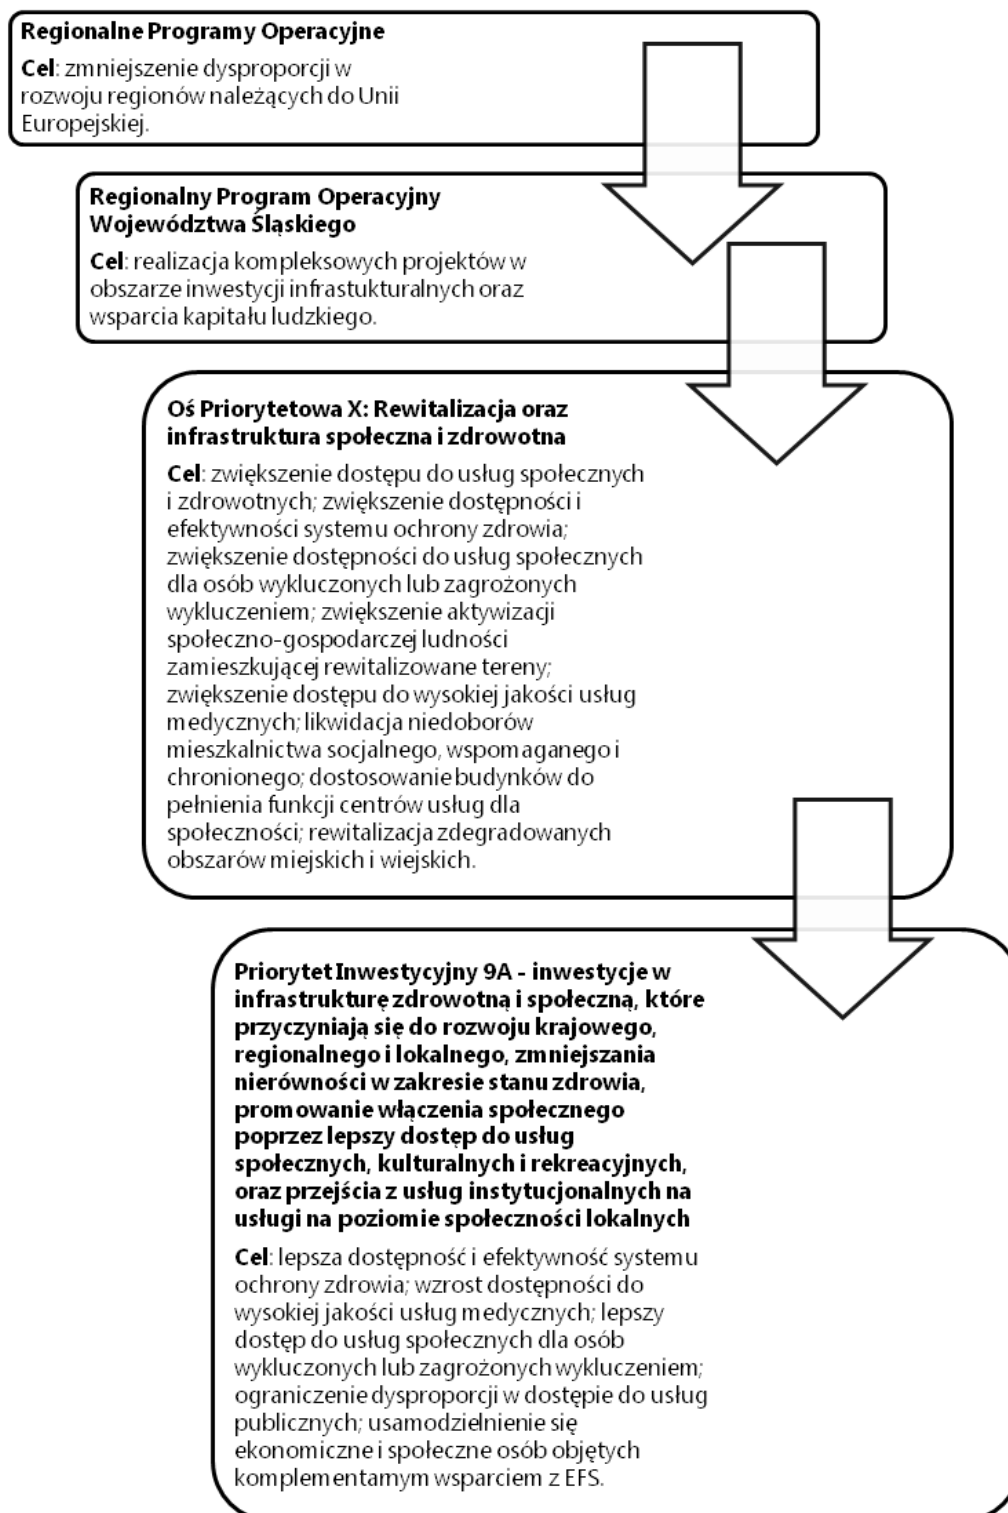 Regionalne Programy Operacyjne
Cel: zmniejszenie dysproporcji w
rozwoju regionów należących do Unii
Europejskiej.
Regionalny Program Operacyjny
Województwa Śląskiego
Cel: realizacja kompleksowych projektów w
obszarze inwestycji infrastukturalnych oraz
wsparcia kapitału ludzkiego.
Oś Priorytetowa X: Rewitalizacja oraz
infrastruktura społeczna i zdrowotna
Cel: zwiększenie dostępu do usług społecznych
i zdrowotnych; zwiększenie dostępności i
efektywności systemu ochrony zdrowia;
zwiększenie dostępności do usług społecznych
dla osób wykluczonych lub zagrożonych
wykluczeniem; zwiększenie aktywizacji
społeczno-gospodarczej ludności
zamieszkującej rewitalizowane tereny;
zwiększenie dostępu do wysokiej jakości usług
medycznych; likwidacja niedoborów
mieszkalnictwa socjalnego, wspomaganego i
chronionego; dostosowanie budynków do
pełnienia funkcji centrów usług dla
społeczności; rewitalizacja zdegradowanych
obszarów miejskich i wiejskich.
Priorytet Inwestycyjny 9A - inwestycje w
infrastrukturę zdrowotną i społeczną, które
przyczyniają się do rozwoju krajowego,
regionalnego i lokalnego, zmniejszania
nierówności w zakresie stanu zdrowia,
promowanie włączenia społecznego
poprzez lepszy dostęp do usług
społecznych, kulturalnych i rekreacyjnych,
oraz przejścia z usług instytucjonalnych na
usługi na poziomie społeczności lokalnych
Cel: lepsza dostępność i efektywność systemu
ochrony zdrowia; wzrost dostępności do
wysokiej jakości usług medycznych; lepszy
dostęp do usług społecznych dla osób
wykluczonych lub zagrożonych wykluczeniem;
ograniczenie dysproporcji w dostępie do usług
publicznych; usamodzielnienie się
ekonomiczne i społeczne osób objętych
komplementarnym wsparciem z EFS.